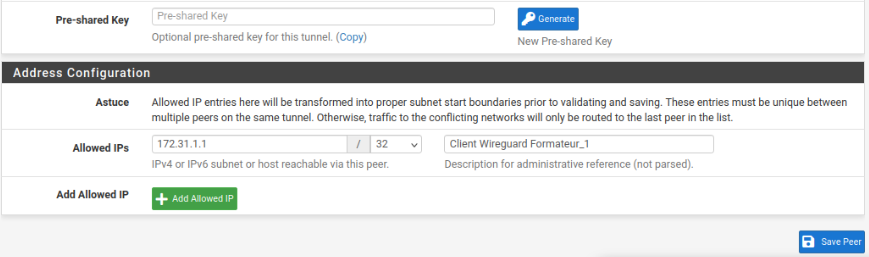 Pre-shared Key
Pre-shared Key
Generate
Optional pre-shared key for this tunnel. (Copy)
New Pre-shared Key
Address Configuration
Astuce
Allowed IP entries here will be transformed into proper subnet start boundaries prior to validating and saving. These entries must be unique between
multiple peers on the same tunnel. Otherwise, traffic to the conflicting networks will only be routed to the last peer in the list.
Allowed IPs
172.31.1.1 / 32
Client Wireguard Formateur_1
IPv4 or IPv6 subnet or host reachable via this peer.
Description for administrative reference (not parsed).
Add Allowed IP
Add Allowed IP
Save Peer